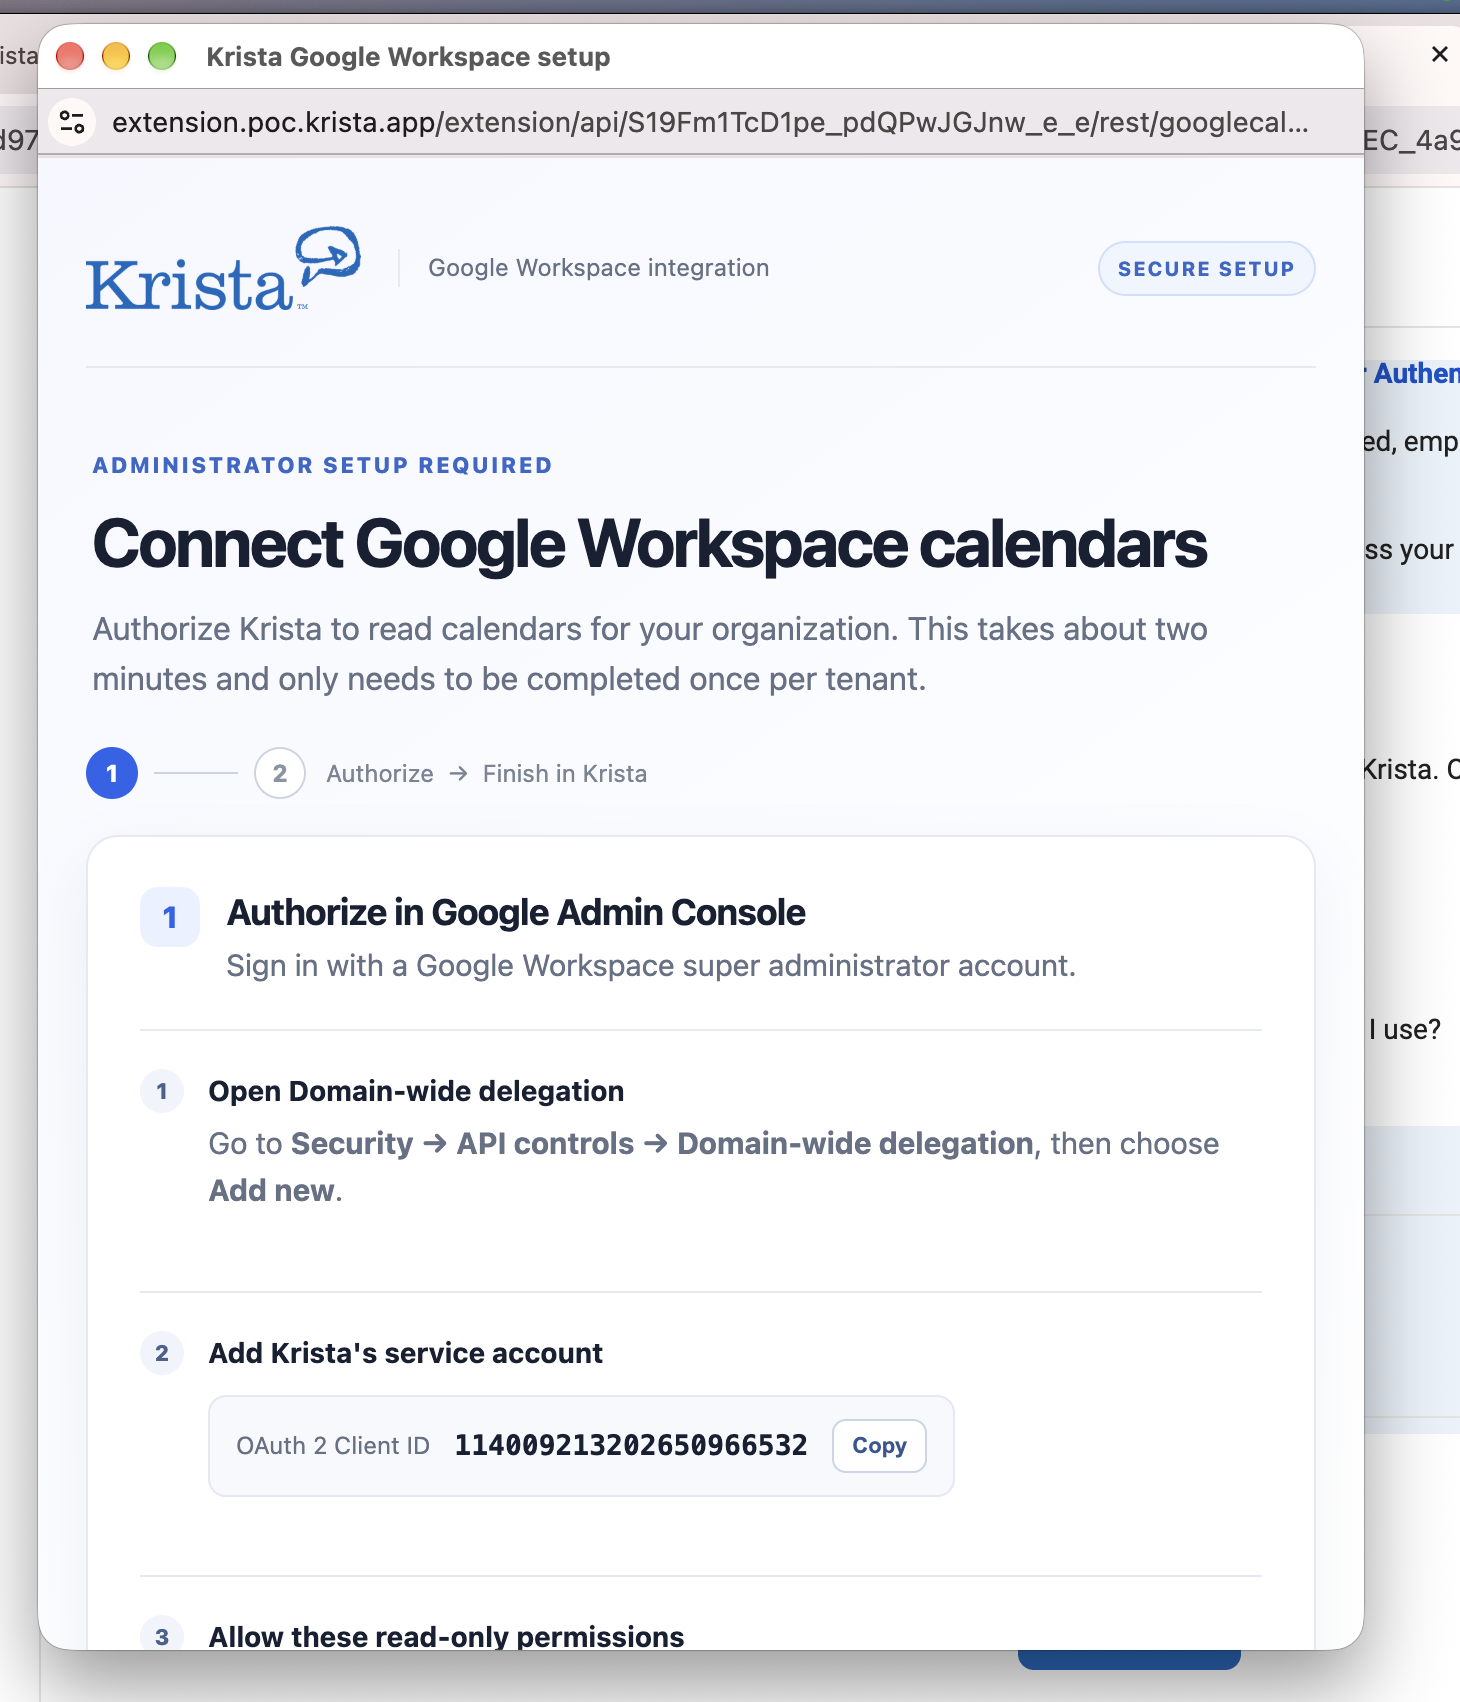 Krista Google Workspace setup
extension.poc.krista.app/extension/api/S19Fm1TcD1pe_pdQPwJGJnw_e_e/rest/googlecal...
Krista™
Google Workspace integration
SECURE SETUP
ADMINISTRATOR SETUP REQUIRED
Connect Google Workspace calendars
Authorize Krista to read calendars for your organization. This takes about two
minutes and only needs to be completed once per tenant.
1
2
Authorize → Finish in Krista
1
Authorize in Google Admin Console
Sign in with a Google Workspace super administrator account.
1
Open Domain-wide delegation
Go to Security → API controls → Domain-wide delegation, then choose
Add new.
2
Add Krista's service account
OAuth 2 Client ID 114009213202650966532 Copy
3
Allow these read-only permissions
ss your
Krista.
I use?